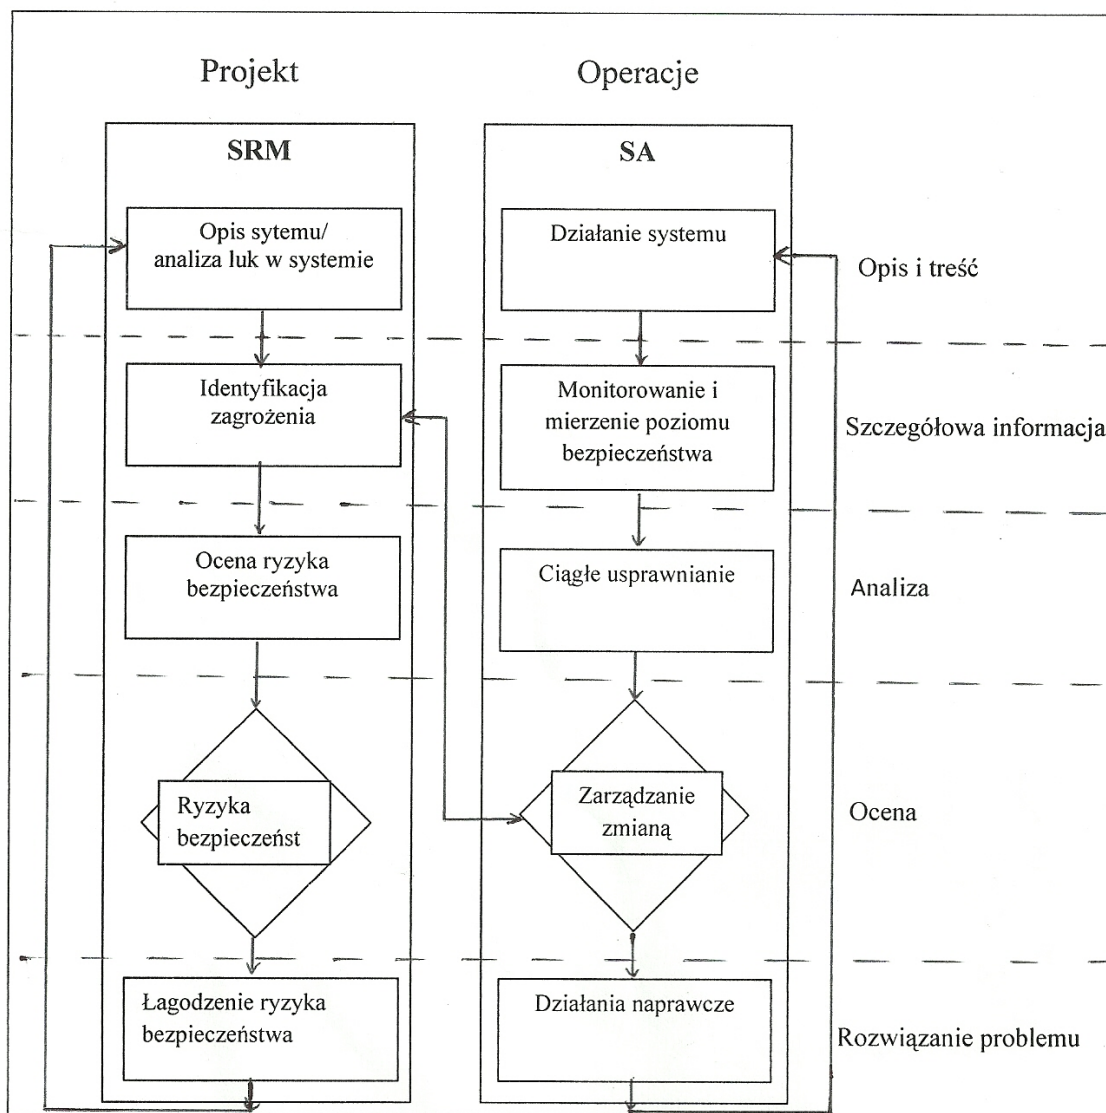 Projekt
Operacje
SRM
SA
Opis sytemu/
analiza luk w systemie
Działanie systemu
Opis i treść
Identyfikacja
zagrożenia
Monitorowanie i
mierzenie poziomu
bezpieczeństwa
Szczegółowa informacja
Ocena ryzyka
bezpieczeństwa
Ciągłe usprawnianie
Analiza
Ryzyka
bezpieczeńst
Zarządzanie
zmianą
Ocena
Łagodzenie ryzyka
bezpieczeństwa
Działania naprawcze
Rozwiązanie problemu